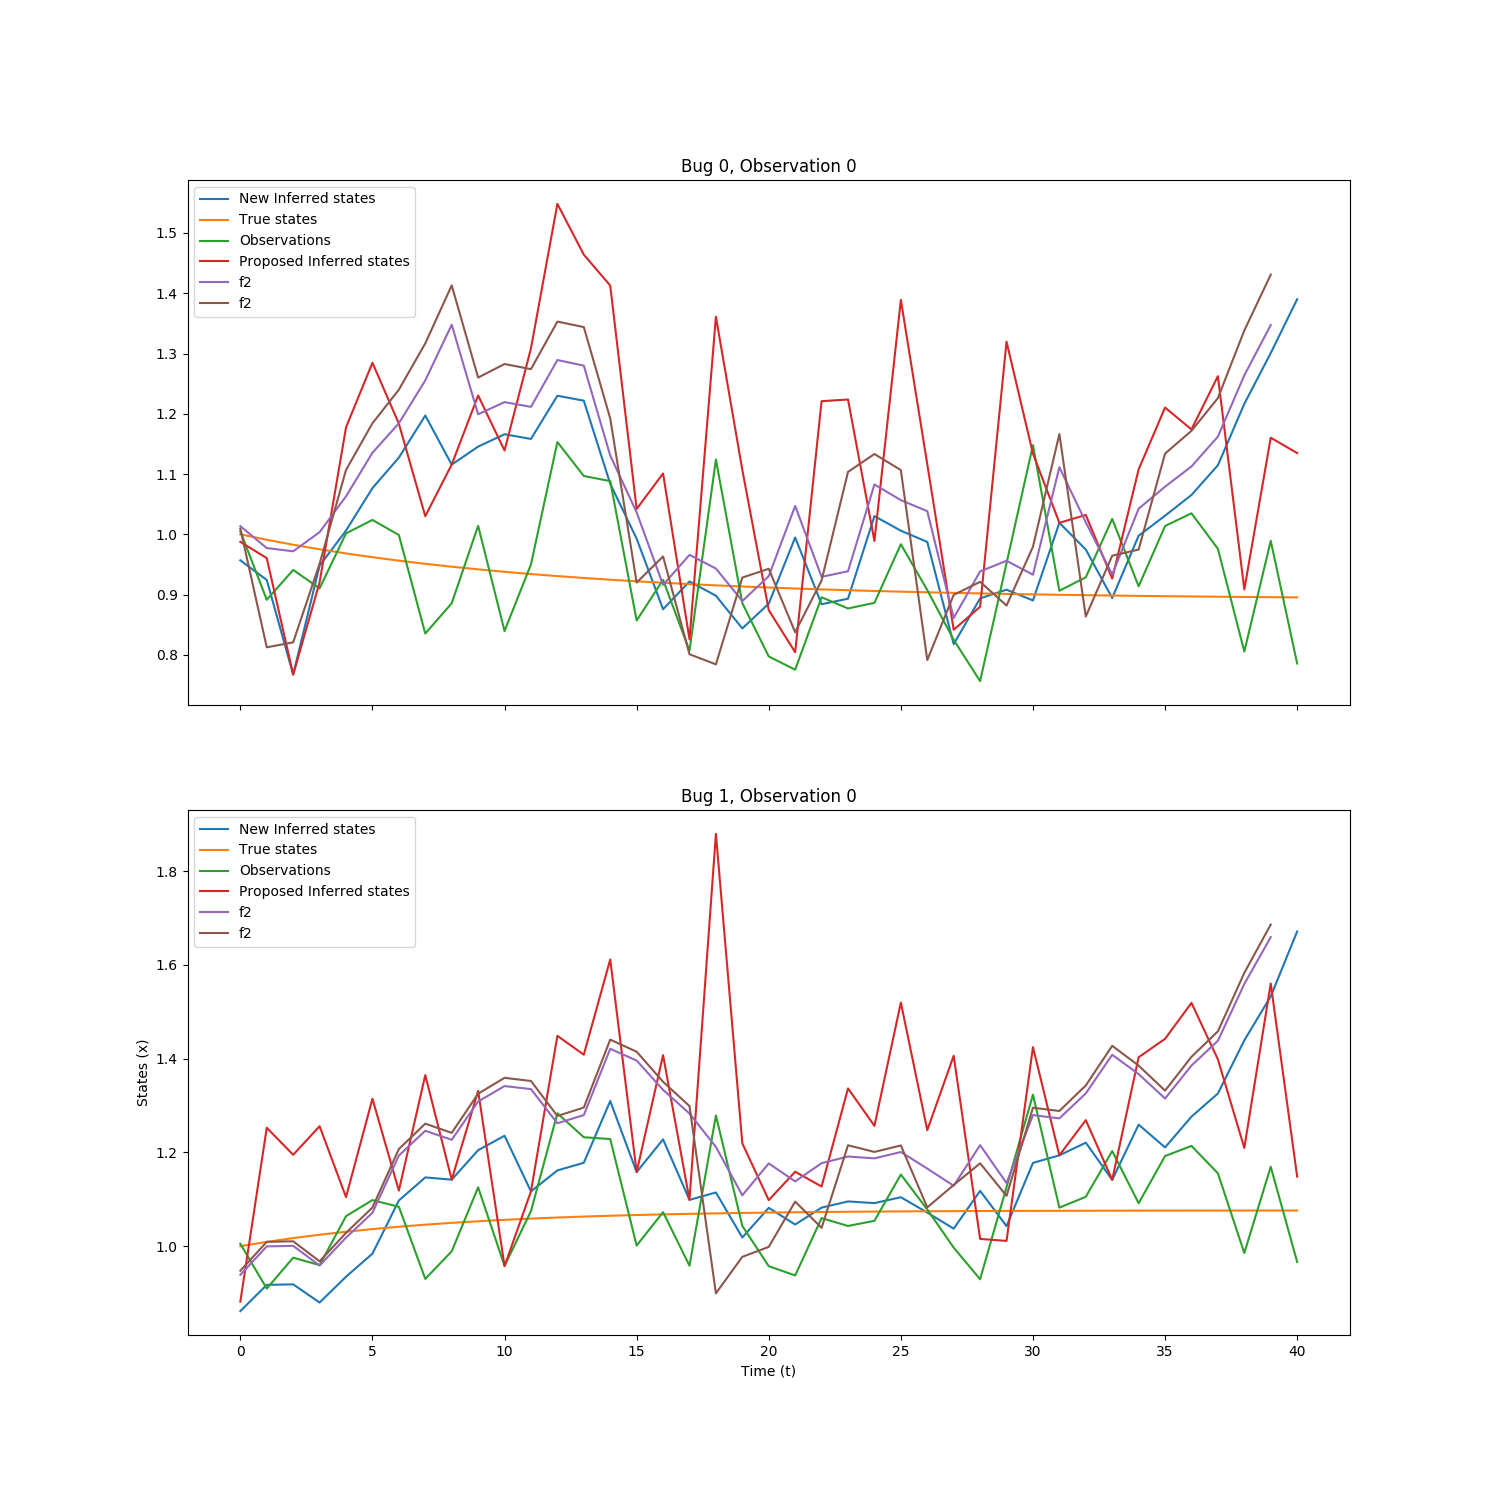 Bug 0, Observation 0
New Inferred states
True states
Observations
Proposed Inferred states
f2
f2
1.5
1.4
1.3
1.2
1.1
1.0
0.9
0.8
Bug 1, Observation 0
New Inferred states
True states
Observations
Proposed Inferred states
f2
f2
1.8
1.6
1.4
1.2
1.0
States (x)
0 5 10 15 20 25 30 35 40
Time (t)